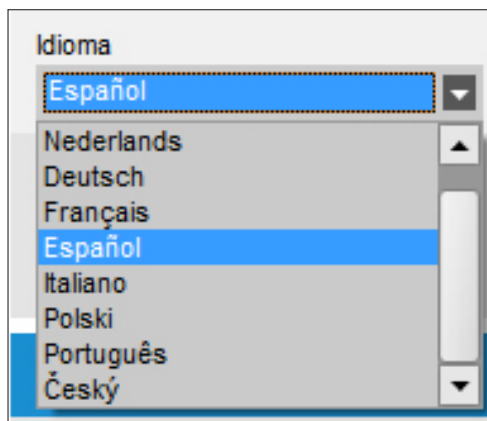 Idioma
Español
Nederlands
Deutsch
Français
Español
Italiano
Polski
Português
Český